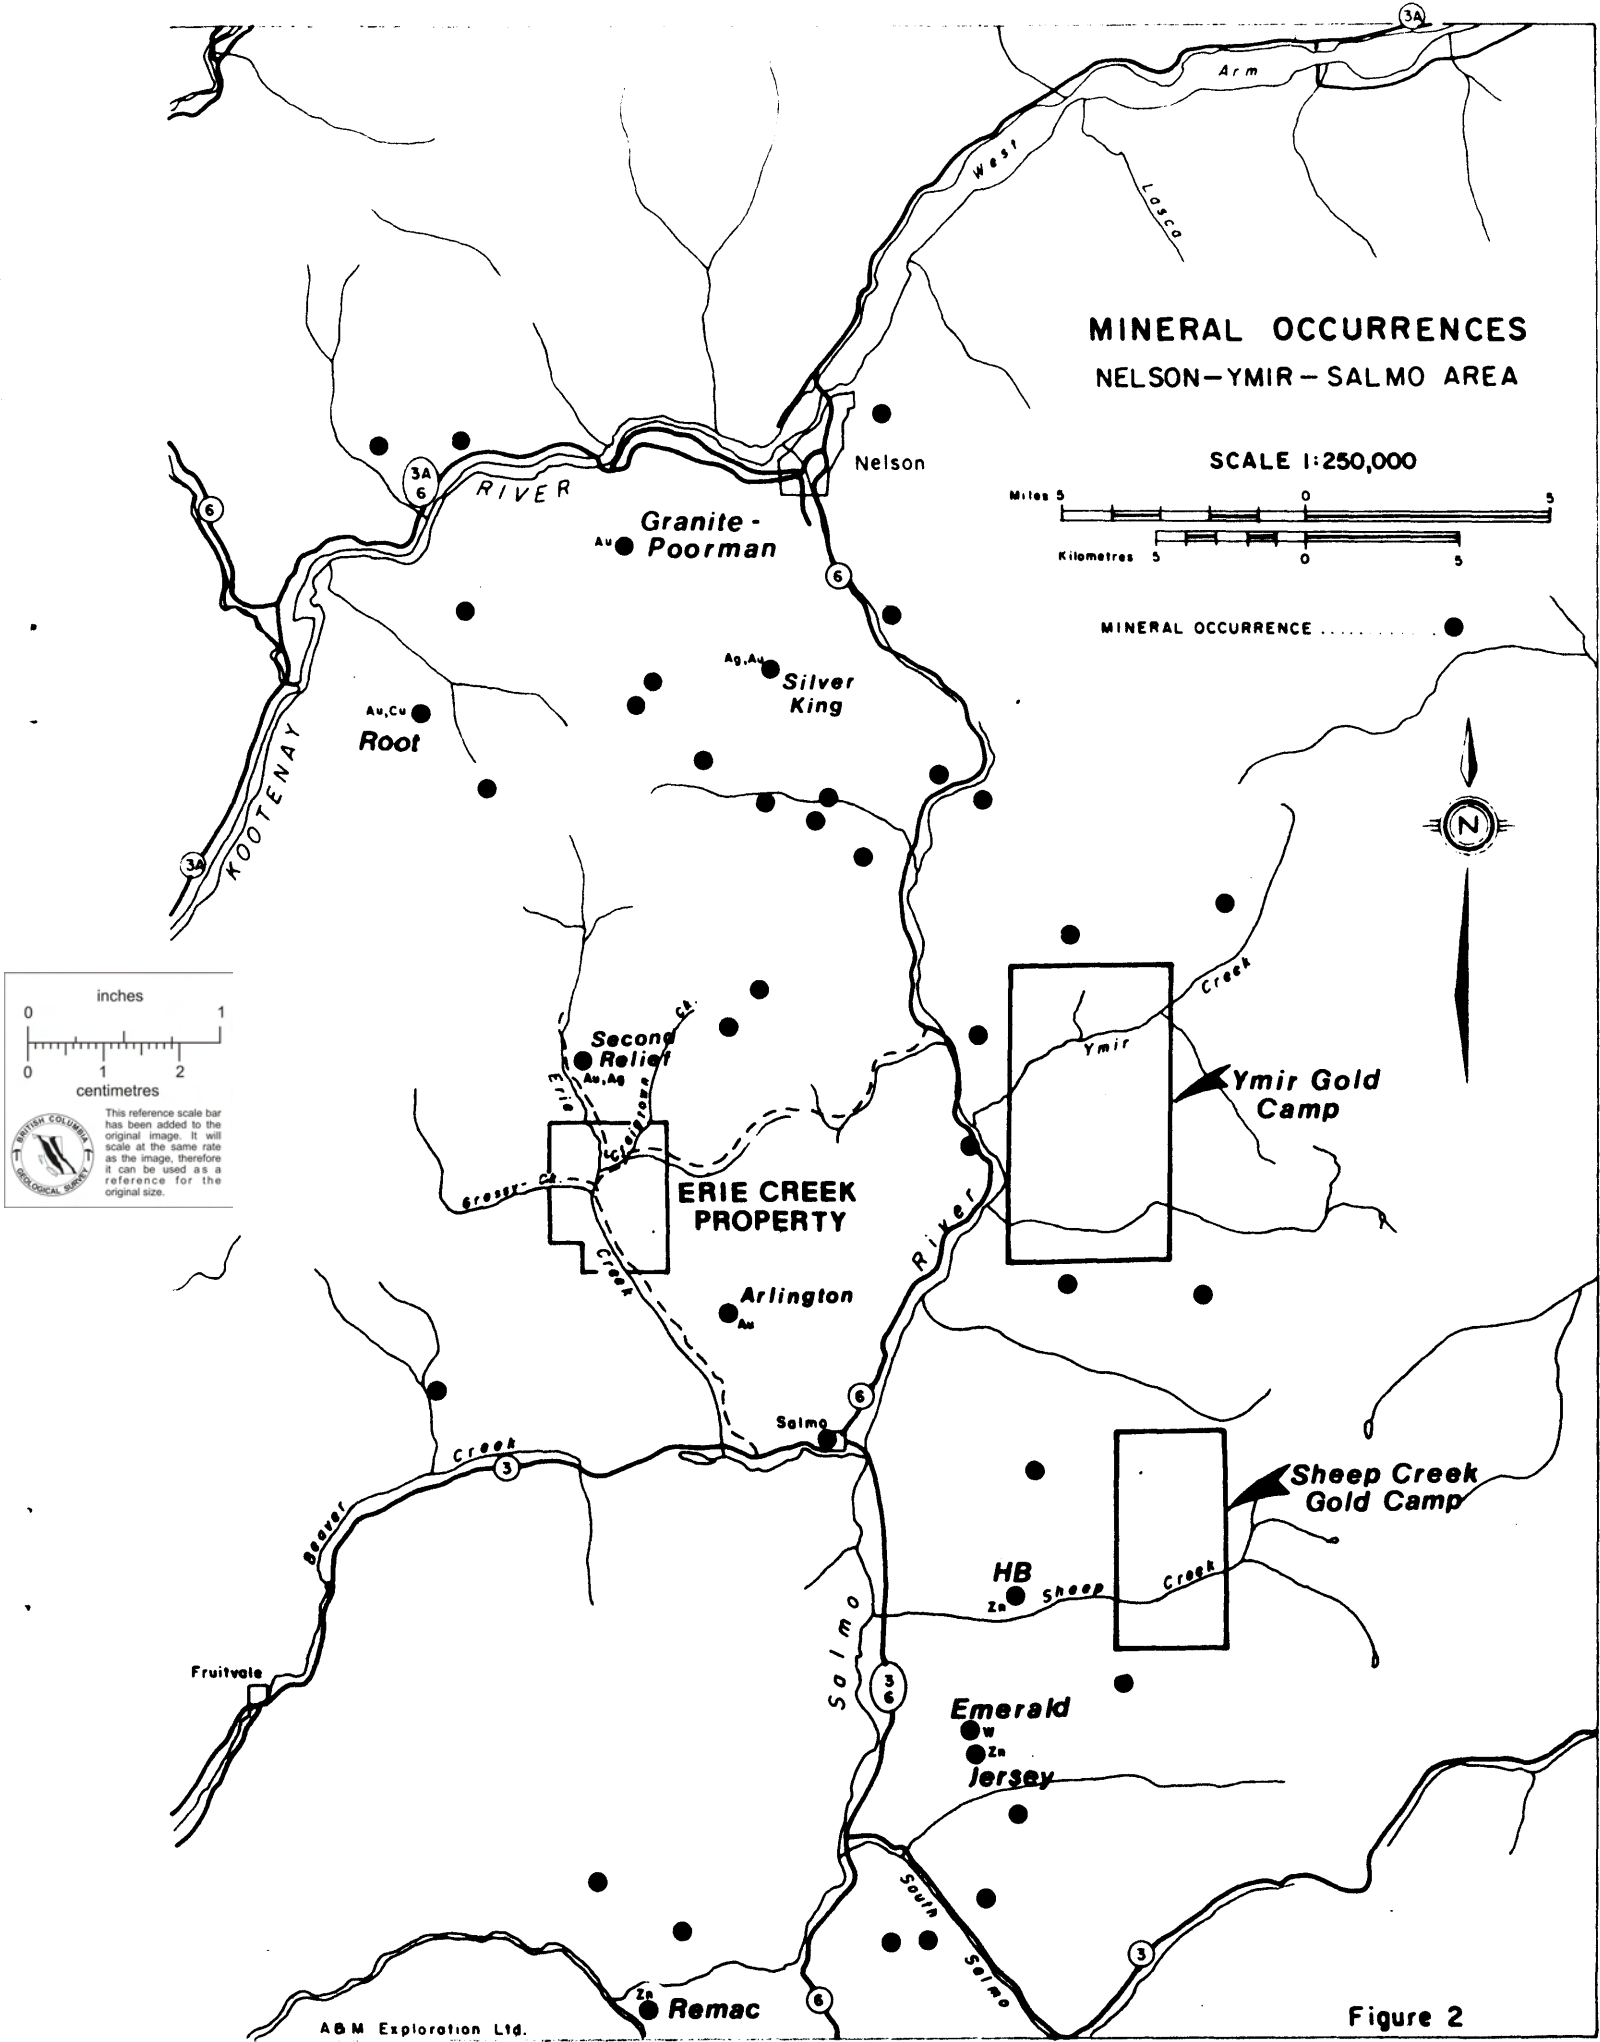 3A
Arm
West
Lasca
MINERAL OCCURRENCES
NELSON-YMIR-SALMO AREA
SCALE 1:250,000
Miles 5 0 5
Kilometres 5 0 5
MINERAL OCCURRENCE ............
Nelson
3A
6
RIVER
6
Granite -
Au Poorman
6
Ag, Au
Silver
King
Au, Cu
Root
KOOTENAY
3A
N
Creek
Ymir
Ymir Gold
Camp
inches
0 1
0 1 2
centimetres
This reference scale bar
has been added to the
original image. It will
scale at the same rate
as the image, therefore
it can be used as a
reference for the
original size.
BRITISH COLUMBIA
GEOLOGICAL SURVEY
Second
Relief
Au, Ag
Erie
Ck.
Grassy Ck.
ERIE CREEK
PROPERTY
Creek
River
Arlington
Au
6
Salmo
Creek
3
Beaver
Sheep Creek
Gold Camp
HB
Zn
Sheep Creek
Salmo
Fruitvale
3
6
Emerald
W
Zn
Jersey
South
Salmo
3
6
Zn
Remac
A&M Exploration Ltd.
Figure 2